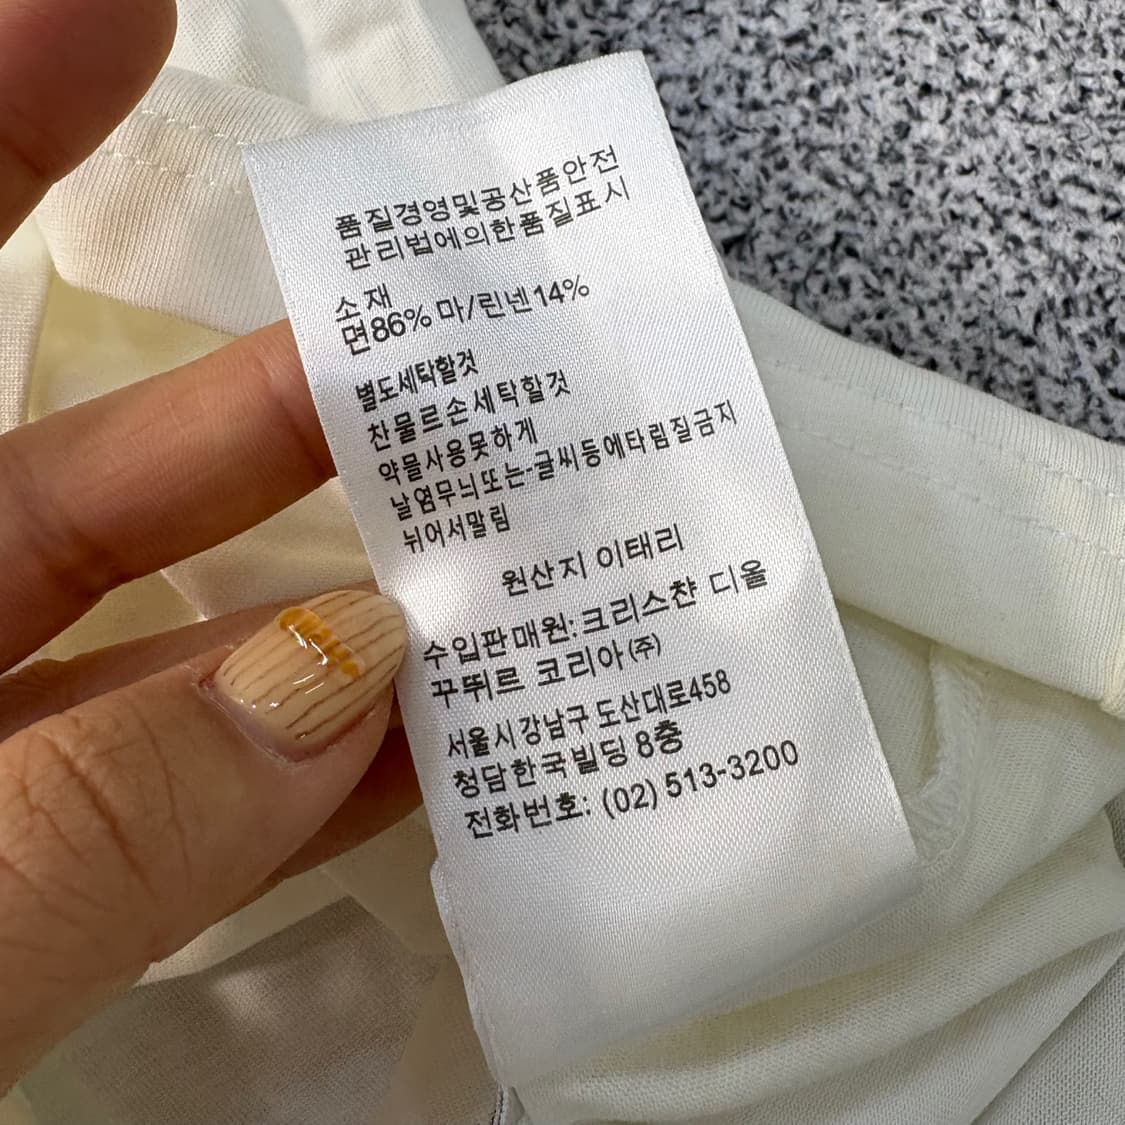 품질경영및공산품안전
관리법에의한품질표시
소재
면86% 마/린넨14%
별도세탁할것
찬물르손세탁할것
약믈사용못하게
날염무늬또는-글씨등에타림질금지
뉘어서말림
원산지 이태리
수입판매원: 크리스챤 디올
꾸뛰르 코리아(주)
서울시강남구 도산대로458
청담한국빌딩 8층
전화번호: (02) 513-3200